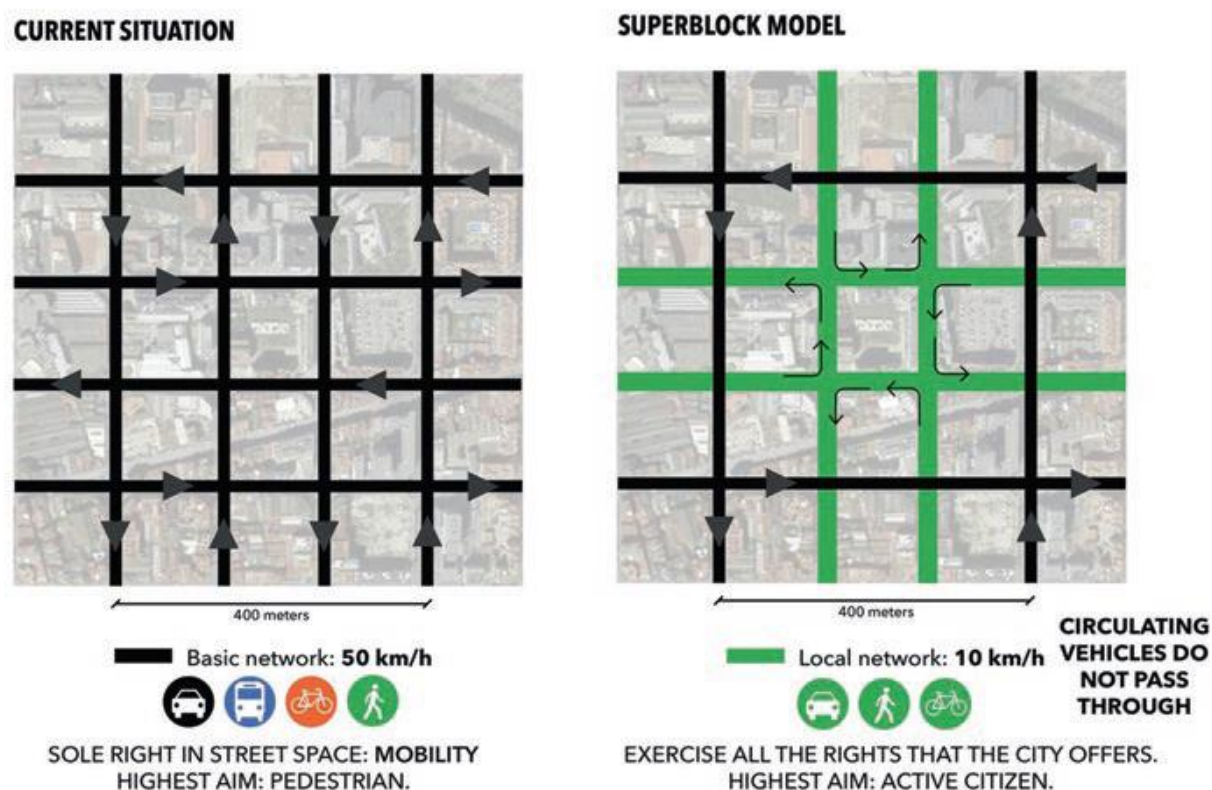 CURRENT SITUATION
400 meters
Basic network: 50 km/h
SOLE RIGHT IN STREET SPACE: MOBILITY
HIGHEST AIM: PEDESTRIAN.
SUPERBLOCK MODEL
400 meters
Local network: 10 km/h
CIRCULATING
VEHICLES DO
NOT PASS
THROUGH
EXERCISE ALL THE RIGHTS THAT THE CITY OFFERS.
HIGHEST AIM: ACTIVE CITIZEN.